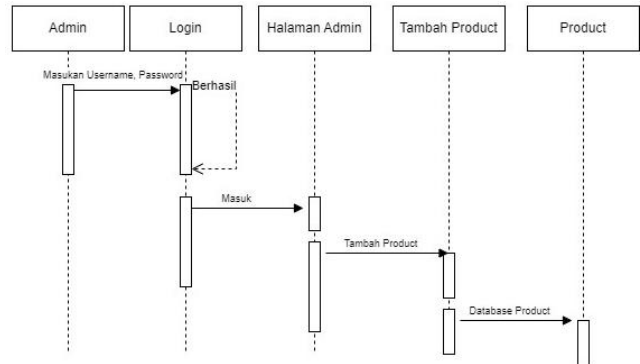 Admin
Login
Halaman Admin
Tambah Product
Product
Masukan Username, Password
Berhasil
Masuk
Tambah Product
Database Product